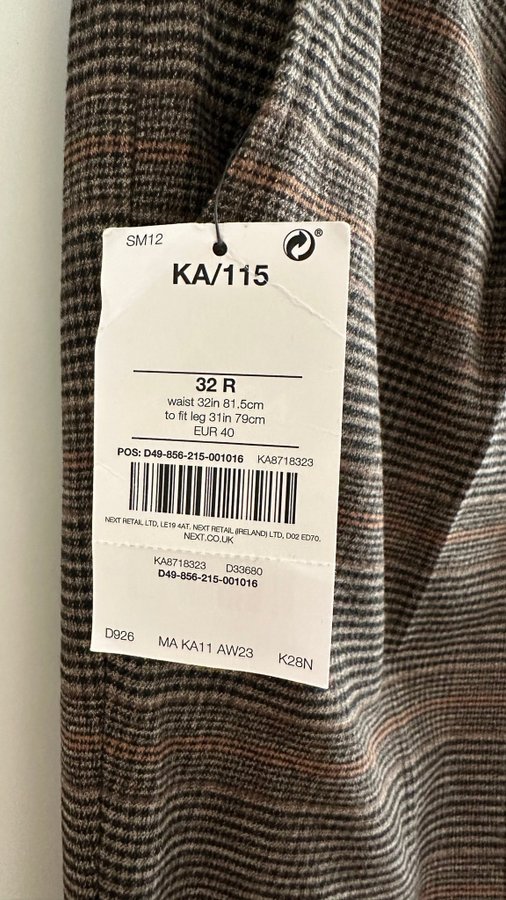 SM12
®
KA/115
32 R
waist 32in 81.5cm
to fit leg 31in 79cm
EUR 40
POS: D49-856-215-001016 KA8718323
NEXT RETAIL LTD, LE19 4AT. NEXT RETAIL (IRELAND) LTD, D02 ED70.
NEXT.CO.UK
KA8718323 D33680
D49-856-215-001016
D926 MA KA11 AW23 K28N